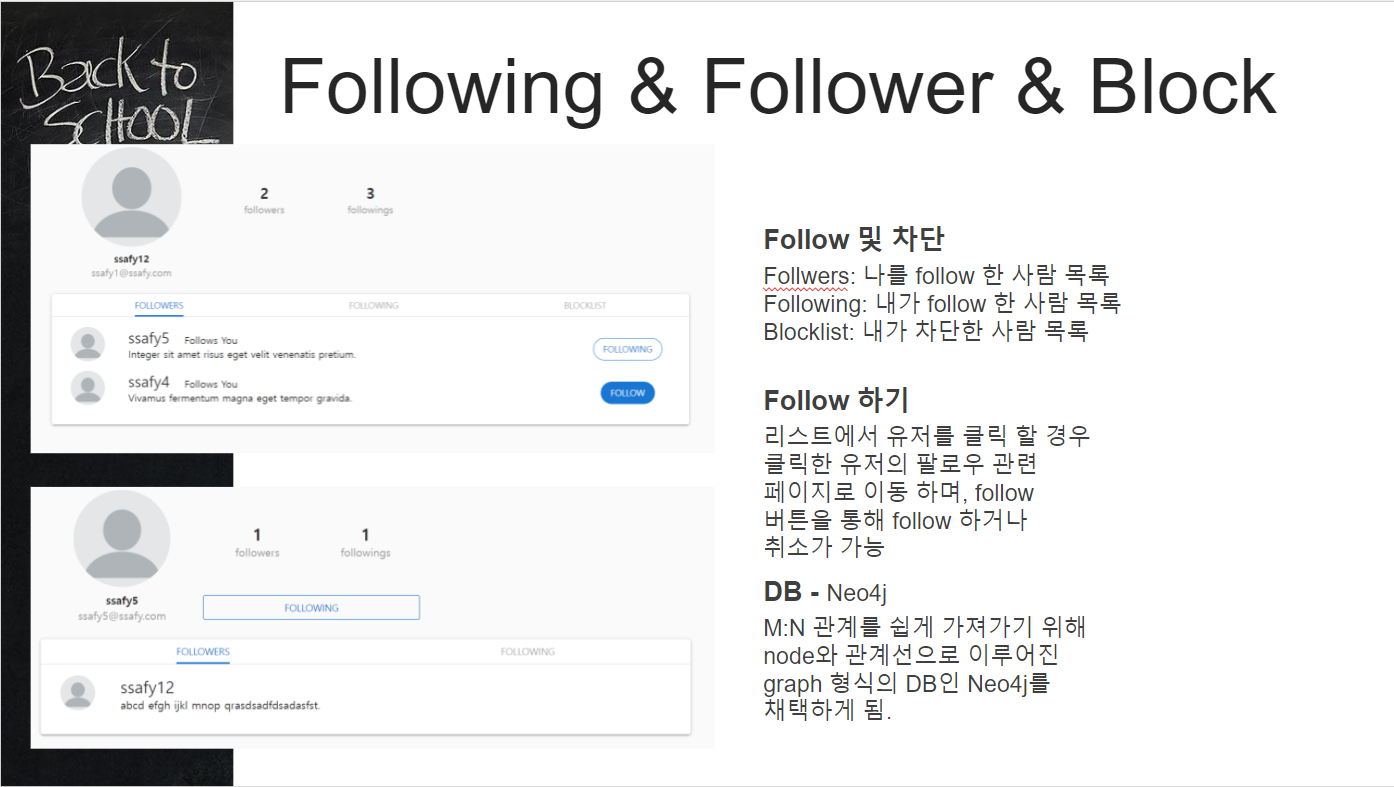 Back to
SCHOOL
Following & Follower & Block
2
followers
3
followings
ssafy12
ssafy1@ssafy.com
FOLLOWERS
FOLLOWING
BLOCKLIST
ssafy5 Follows You
Integer sit amet risus eget velit venenatis pretium.
FOLLOWING
ssafy4 Follows You
Vivamus fermentum magna eget tempor gravida.
FOLLOW
1
followers
1
followings
ssafy5
ssafy5@ssafy.com
FOLLOWING
FOLLOWERS
FOLLOWING
ssafy12
abcd efgh ijkl mnop qrasdsadfdsadasfst.
Follow 및 차단
Follwers: 나를 follow 한 사람 목록
Following: 내가 follow 한 사람 목록
Blocklist: 내가 차단한 사람 목록
Follow 하기
리스트에서 유저를 클릭 할 경우
클릭한 유저의 팔로우 관련
페이지로 이동 하며, follow
버튼을 통해 follow 하거나
취소가 가능
DB - Neo4j
M:N 관계를 쉽게 가져가기 위해
node와 관계선으로 이루어진
graph 형식의 DB인 Neo4j를
채택하게 됨.